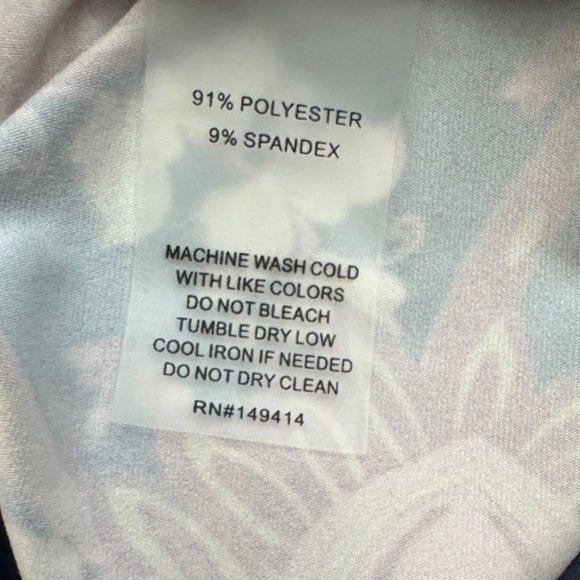 91% POLYESTER
9% SPANDEX
MACHINE WASH COLD
WITH LIKE COLORS
DO NOT BLEACH
TUMBLE DRY LOW
COOL IRON IF NEEDED
DO NOT DRY CLEAN
RN#149414